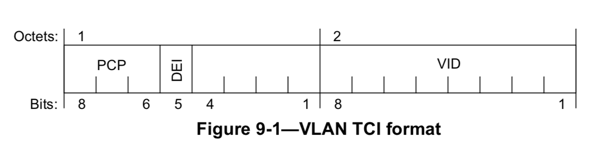 Octets: 1 2
PCP DEI VID
Bits: 8 6 5 4 1 8 1
Figure 9-1—VLAN TCI format